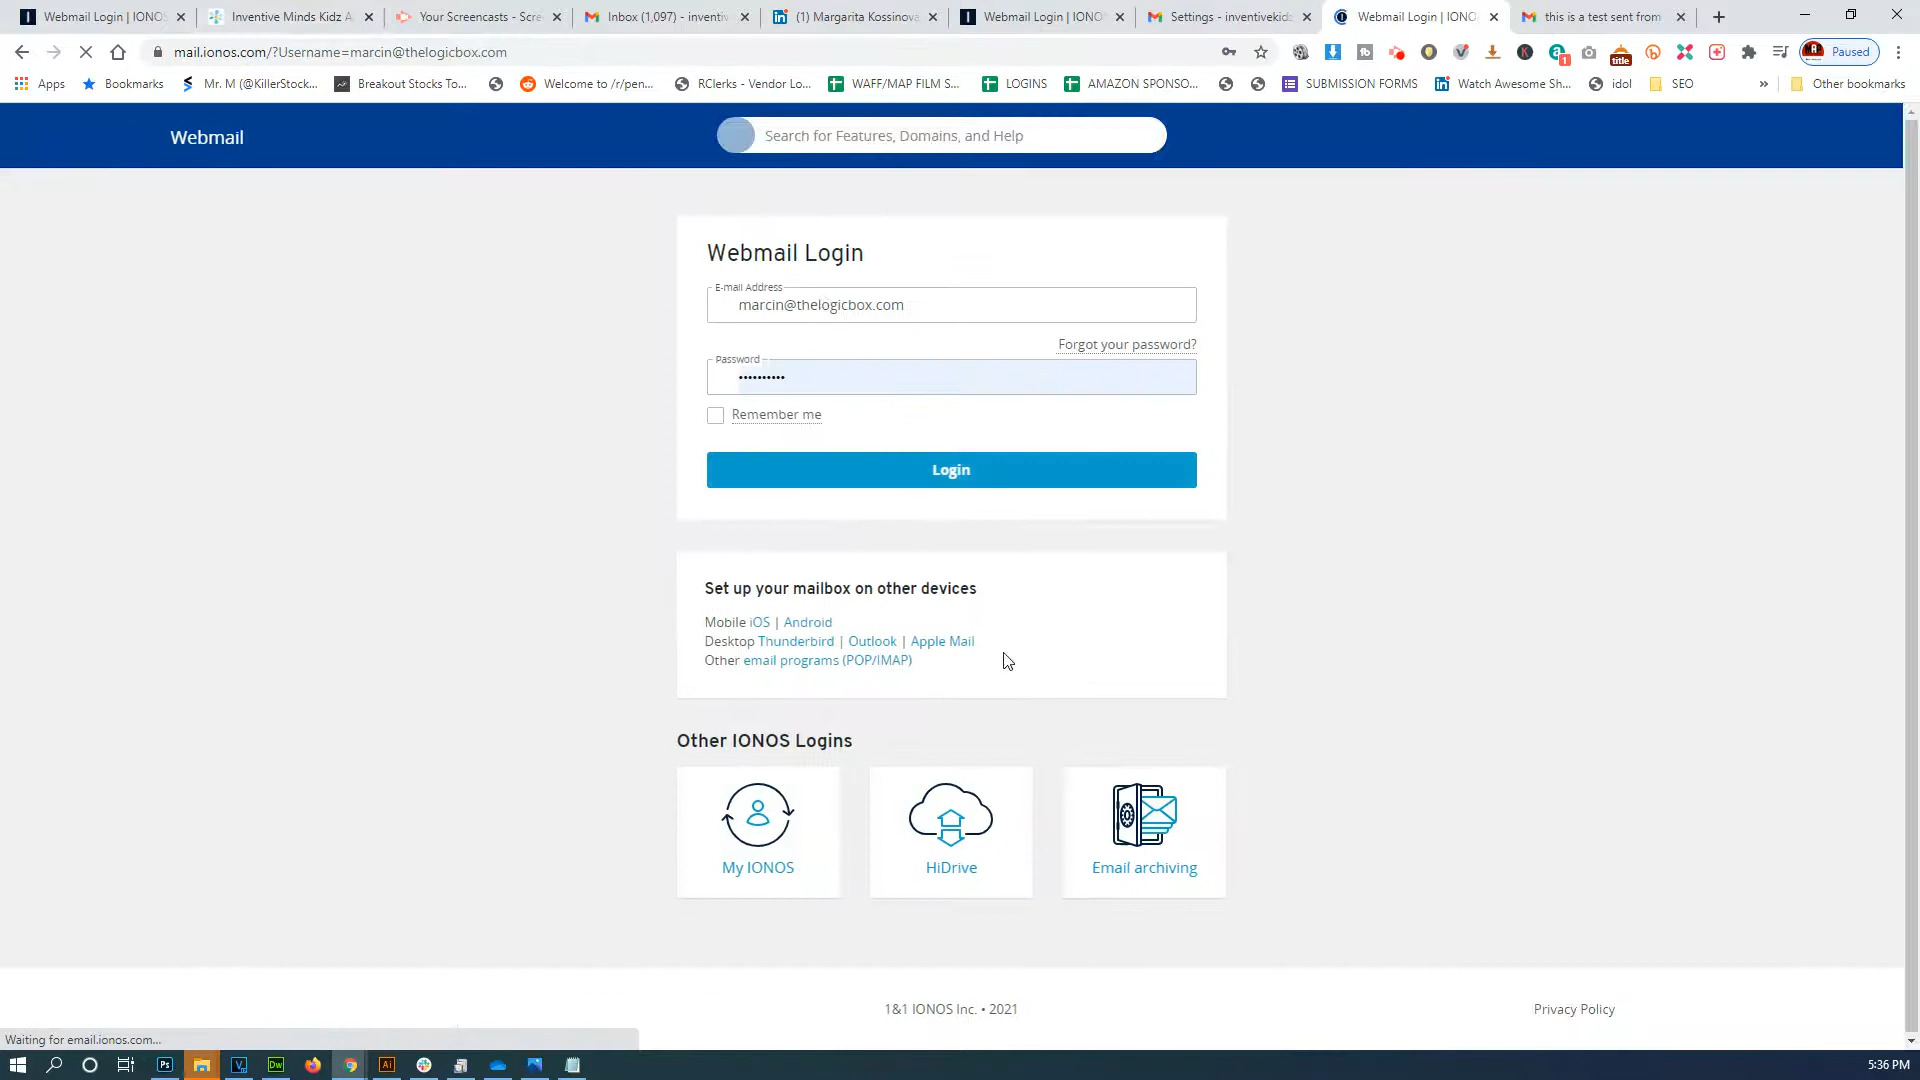 Webmail Login | IONOS
Inventive Minds Kidz A
Your Screencasts - Scre
Inbox (1,097) - inventiv
(1) Margarita Kossinova
Webmail Login | IONO
Settings - inventivekids
Webmail Login | IONO
this is a test sent from
mail.ionos.com/?Username=marcin@thelogicbox.com
1
title
Paused
Apps
Bookmarks
Mr. M (@KillerStock...
Breakout Stocks To...
Welcome to /r/pen...
RClerks - Vendor Lo...
WAFF/MAP FILM S...
LOGINS
AMAZON SPONSO...
SUBMISSION FORMS
Watch Awesome Sh...
idol
SEO
»
Other bookmarks
Webmail
Search for Features, Domains, and Help
Webmail Login
E-mail Address
marcin@thelogicbox.com
Forgot your password?
Password
••••••••••
Remember me
Login
Set up your mailbox on other devices
Mobile iOS | Android
Desktop Thunderbird | Outlook | Apple Mail
Other email programs (POP/IMAP)
Other IONOS Logins
My IONOS
HiDrive
Email archiving
1&1 IONOS Inc. • 2021
Privacy Policy
Waiting for email.ionos.com...
Ps
Dw
Ai
5:36 PM